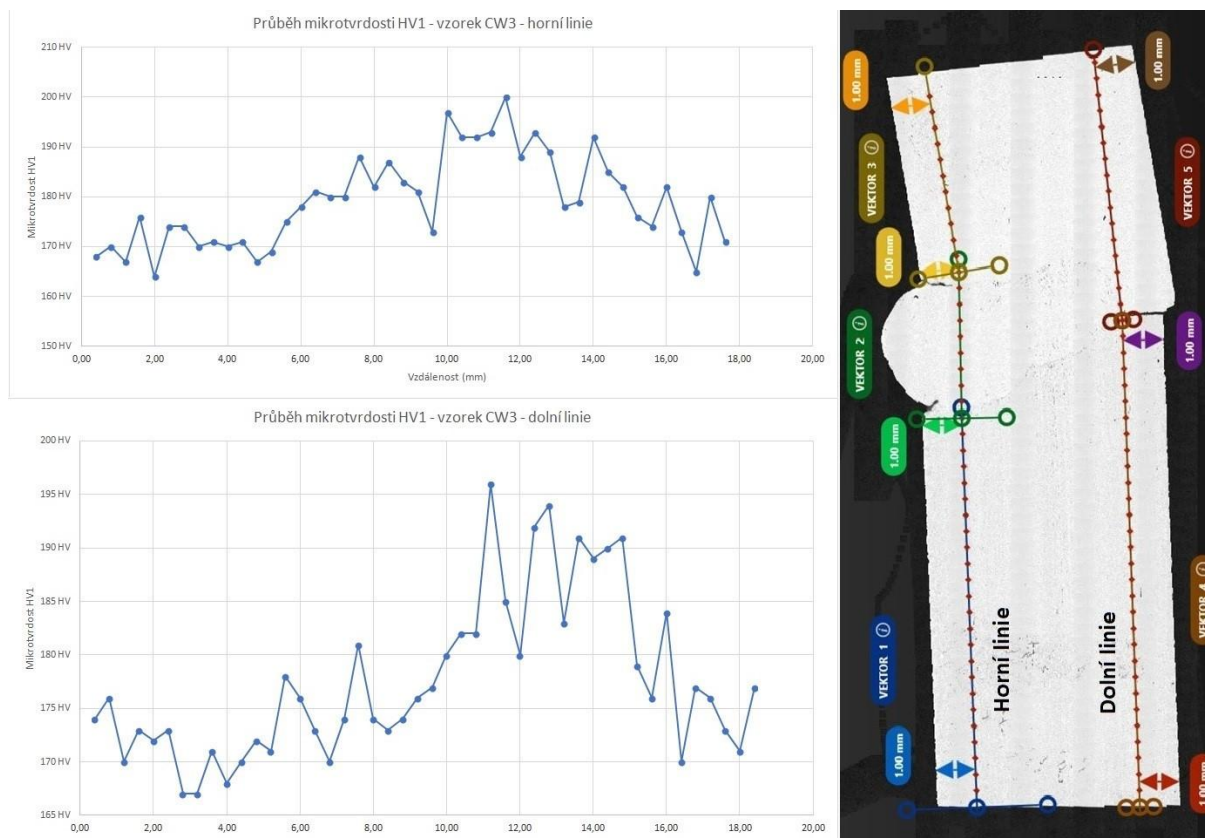 Průběh mikrotvrdosti HV1 - vzorek CW3 - horní linie
Mikrotvrdost HV1
210 HV
200 HV
190 HV
180 HV
170 HV
160 HV
150 HV
0,00 2,00 4,00 6,00 8,00 10,00 12,00 14,00 16,00 18,00 20,00
Vzdálenost (mm)
Průběh mikrotvrdosti HV1 - vzorek CW3 - dolní linie
Mikrotvrdost HV1
200 HV
195 HV
190 HV
185 HV
180 HV
175 HV
170 HV
165 HV
0,00 2,00 4,00 6,00 8,00 10,00 12,00 14,00 16,00 18,00 20,00
1.00 mm
1.00 mm
VEKTOR 3 i
VEKTOR 5 i
1.00 mm
VEKTOR 2 i
1.00 mm
1.00 mm
VEKTOR 1 i
VEKTOR 4 i
Horní linie
Dolní linie
1.00 mm
1.00 mm